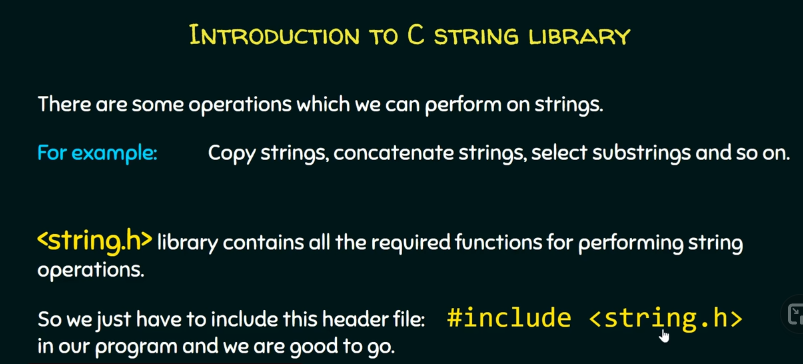 INTRODUCTION TO C STRING LIBRARY
There are some operations which we can perform on strings.
For example: Copy strings, concatenate strings, select substrings and so on.
<string.h> library contains all the required functions for performing string
operations.
So we just have to include this header file: #include <string.h>
in our program and we are good to go.